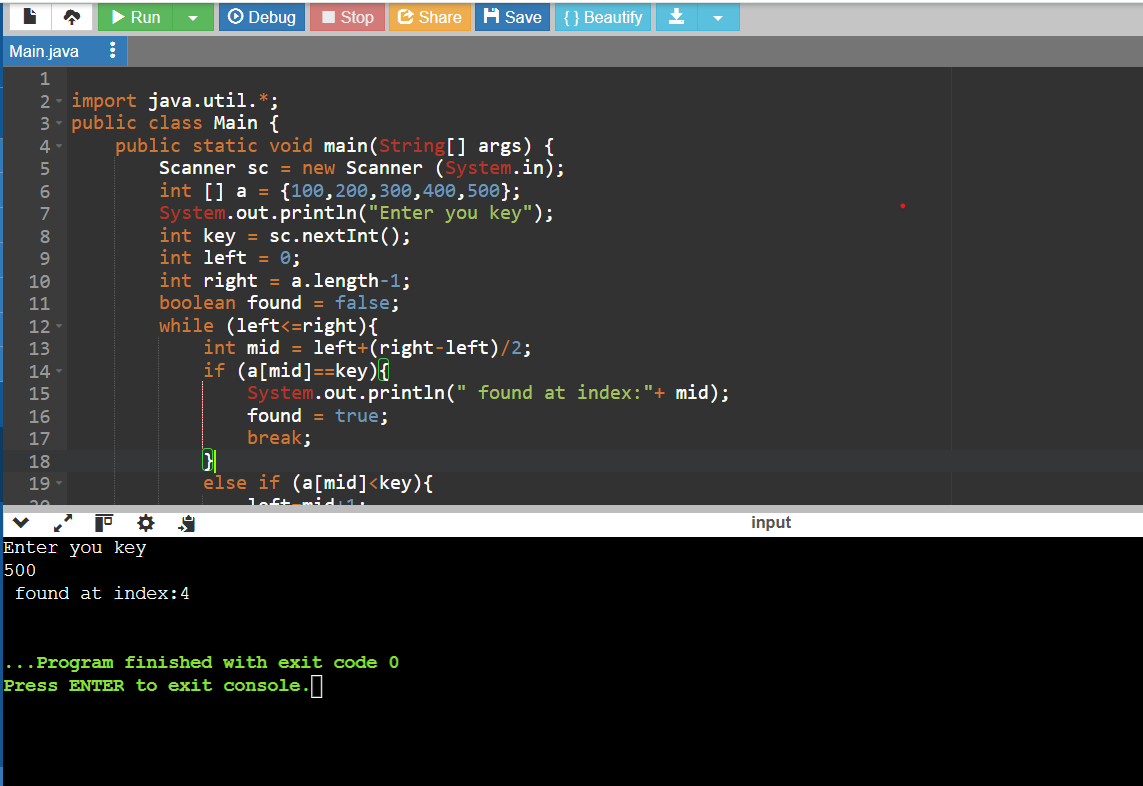 Run Debug Stop Share Save { } Beautify
Main.java
1
2 import java.util.*;
3 public class Main {
4     public static void main(String[] args) {
5         Scanner sc = new Scanner (System.in);
6         int [] a = {100,200,300,400,500};
7         System.out.println("Enter you key");
8         int key = sc.nextInt();
9         int left = 0;
10         int right = a.length-1;
11         boolean found = false;
12         while (left<=right){
13             int mid = left+(right-left)/2;
14             if (a[mid]==key){
15                 System.out.println(" found at index:"+ mid);
16                 found = true;
17                 break;
18             }
19             else if (a[mid]<key){
20                 left=mid+1;
input
Enter you key
500
 found at index:4
...Program finished with exit code 0
Press ENTER to exit console.